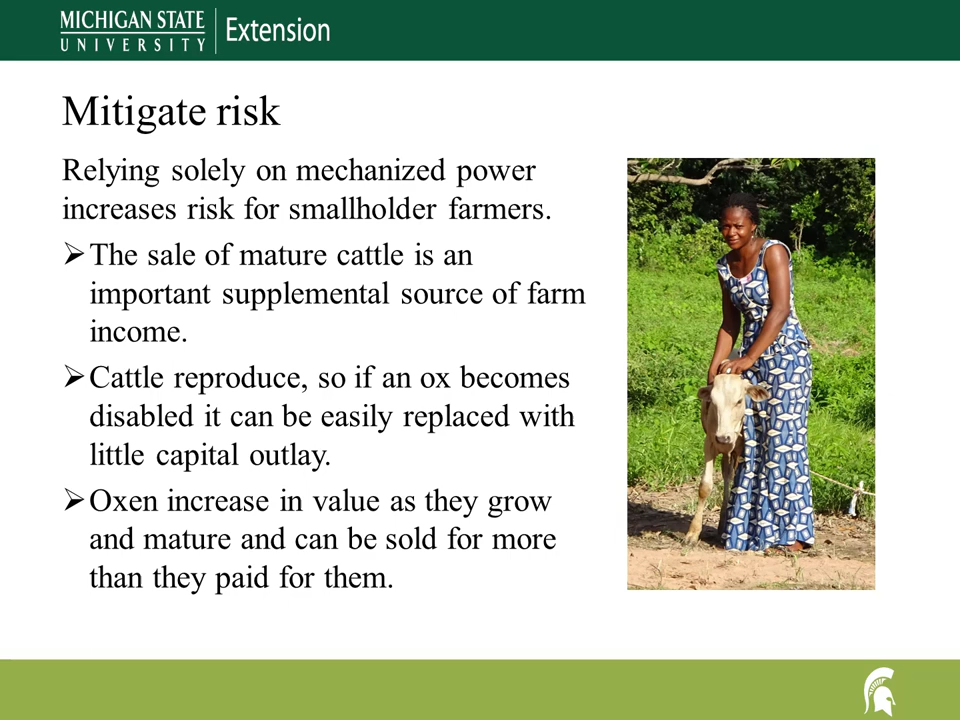 MICHIGAN STATE
UNIVERSITY
Extension
Mitigate risk
Relying solely on mechanized power
increases risk for smallholder farmers.
➢The sale of mature cattle is an
important supplemental source of farm
income.
➢Cattle reproduce, so if an ox becomes
disabled it can be easily replaced with
little capital outlay.
➢Oxen increase in value as they grow
and mature and can be sold for more
than they paid for them.